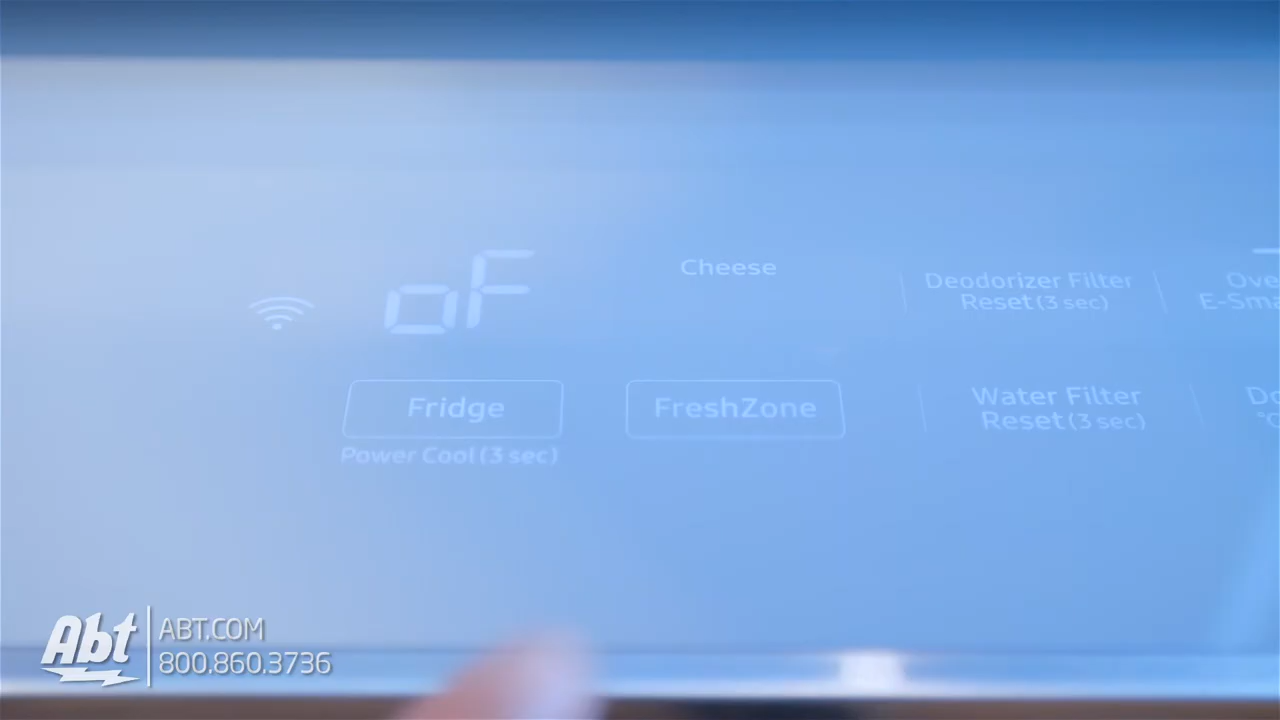 oF
Cheese
Deodorizer Filter
Reset(3 sec)
Fridge
FreshZone
Water Filter
Reset(3 sec)
Power Cool(3 sec)
Abt
ABT.COM
800.860.3736